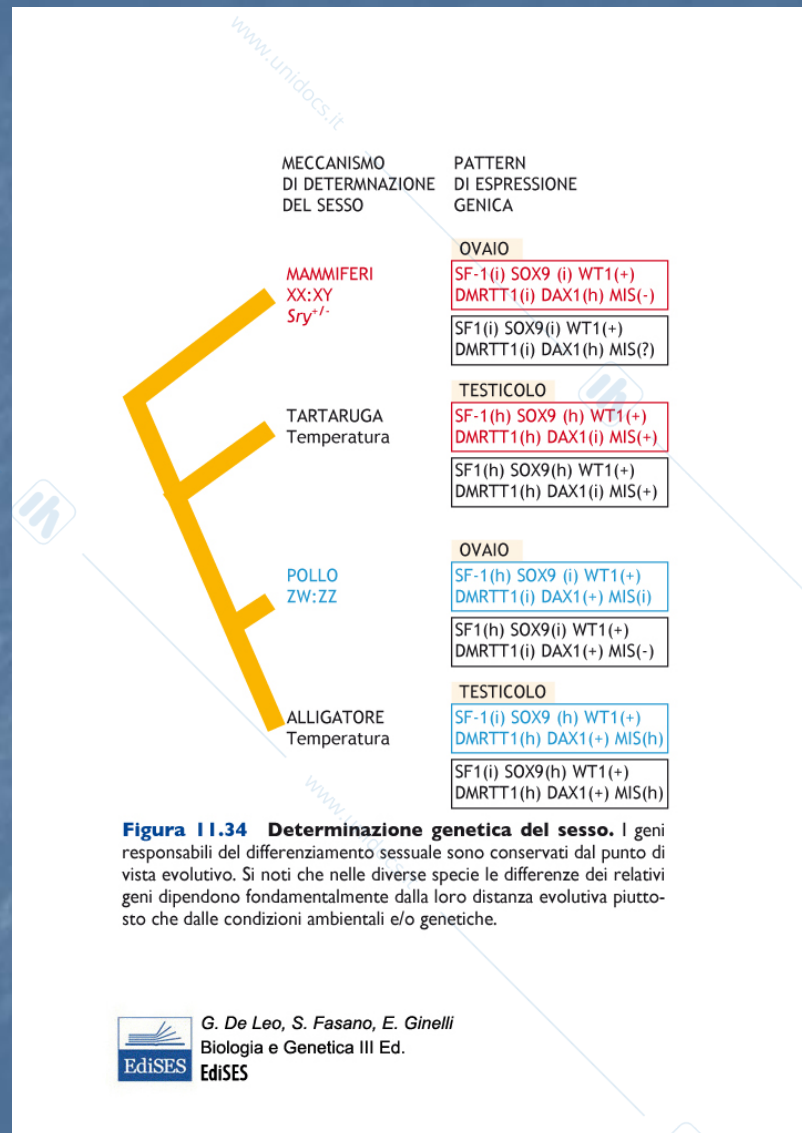 www.unidocs.it
MECCANISMO
DI DETERMNAZIONE
DEL SESSO
PATTERN
DI ESPRESSIONE
GENICA
MAMMIFERI
XX:XY
Sry+/-
OVAIO
SF-1(i) SOX9 (i) WT1(+)
DMRTT1(i) DAX1(h) MIS(-)
SF1(i) SOX9(i) WT1(+)
DMRTT1(i) DAX1(h) MIS(?)
TARTARUGA
Temperatura
TESTICOLO
SF-1(h) SOX9 (h) WT1(+)
DMRTT1(h) DAX1(i) MIS(+)
SF1(h) SOX9(h) WT1(+)
DMRTT1(h) DAX1(i) MIS(+)
POLLO
ZW:ZZ
OVAIO
SF-1(h) SOX9 (i) WT1(+)
DMRTT1(i) DAX1(+) MIS(i)
SF1(h) SOX9(i) WT1(+)
DMRTT1(i) DAX1(+) MIS(-)
ALLIGATORE
Temperatura
TESTICOLO
SF-1(i) SOX9 (h) WT1(+)
DMRTT1(h) DAX1(+) MIS(h)
SF1(i) SOX9(h) WT1(+)
DMRTT1(h) DAX1(+) MIS(h)
www.unidocs.it
Figura 11.34 Determinazione genetica del sesso. I geni
responsabili del differenziamento sessuale sono conservati dal punto di
vista evolutivo. Si noti che nelle diverse specie le differenze dei relativi
geni dipendono fondamentalmente dalla loro distanza evolutiva piutto-
sto che dalle condizioni ambientali e/o genetiche.
EdiSES
G. De Leo, S. Fasano, E. Ginelli
Biologia e Genetica III Ed.
EdiSES